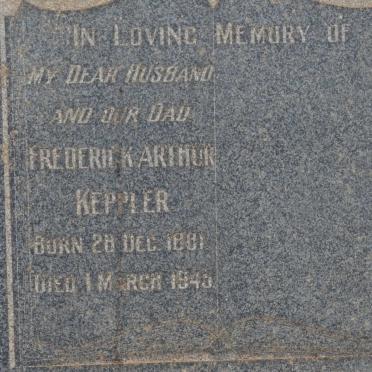 IN LOVING MEMORY OF
MY DEAR HUSBAND
AND OUR DAD
FREDERICK ARTHUR
KEPPLER
BORN 28 DEC. 1881
DIED 1 MARCH 1945